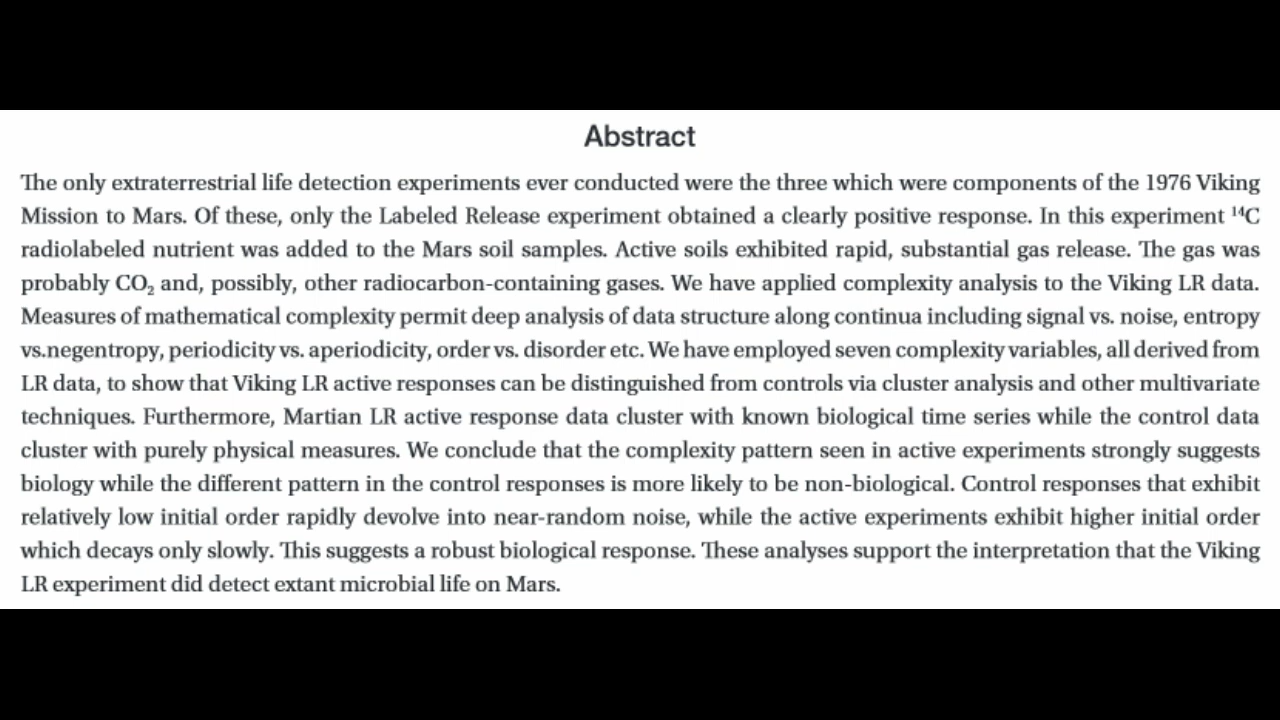 Abstract
The only extraterrestrial life detection experiments ever conducted were the three which were components of the 1976 Viking
Mission to Mars. Of these, only the Labeled Release experiment obtained a clearly positive response. In this experiment ¹⁴C
radiolabeled nutrient was added to the Mars soil samples. Active soils exhibited rapid, substantial gas release. The gas was
probably CO₂ and, possibly, other radiocarbon-containing gases. We have applied complexity analysis to the Viking LR data.
Measures of mathematical complexity permit deep analysis of data structure along continua including signal vs. noise, entropy
vs.negentropy, periodicity vs. aperiodicity, order vs. disorder etc. We have employed seven complexity variables, all derived from
LR data, to show that Viking LR active responses can be distinguished from controls via cluster analysis and other multivariate
techniques. Furthermore, Martian LR active response data cluster with known biological time series while the control data
cluster with purely physical measures. We conclude that the complexity pattern seen in active experiments strongly suggests
biology while the different pattern in the control responses is more likely to be non-biological. Control responses that exhibit
relatively low initial order rapidly devolve into near-random noise, while the active experiments exhibit higher initial order
which decays only slowly. This suggests a robust biological response. These analyses support the interpretation that the Viking
LR experiment did detect extant microbial life on Mars.